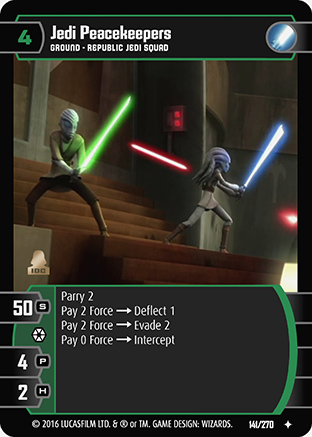 4
Jedi Peacekeepers
GROUND - REPUBLIC JEDI SQUAD
100
50 S
4 P
2 H
Parry 2
Pay 2 Force → Deflect 1
Pay 2 Force → Evade 2
Pay 0 Force → Intercept
© 2016 LUCASFILM LTD. & ® or TM. GAME DESIGN: WIZARDS.
141/270